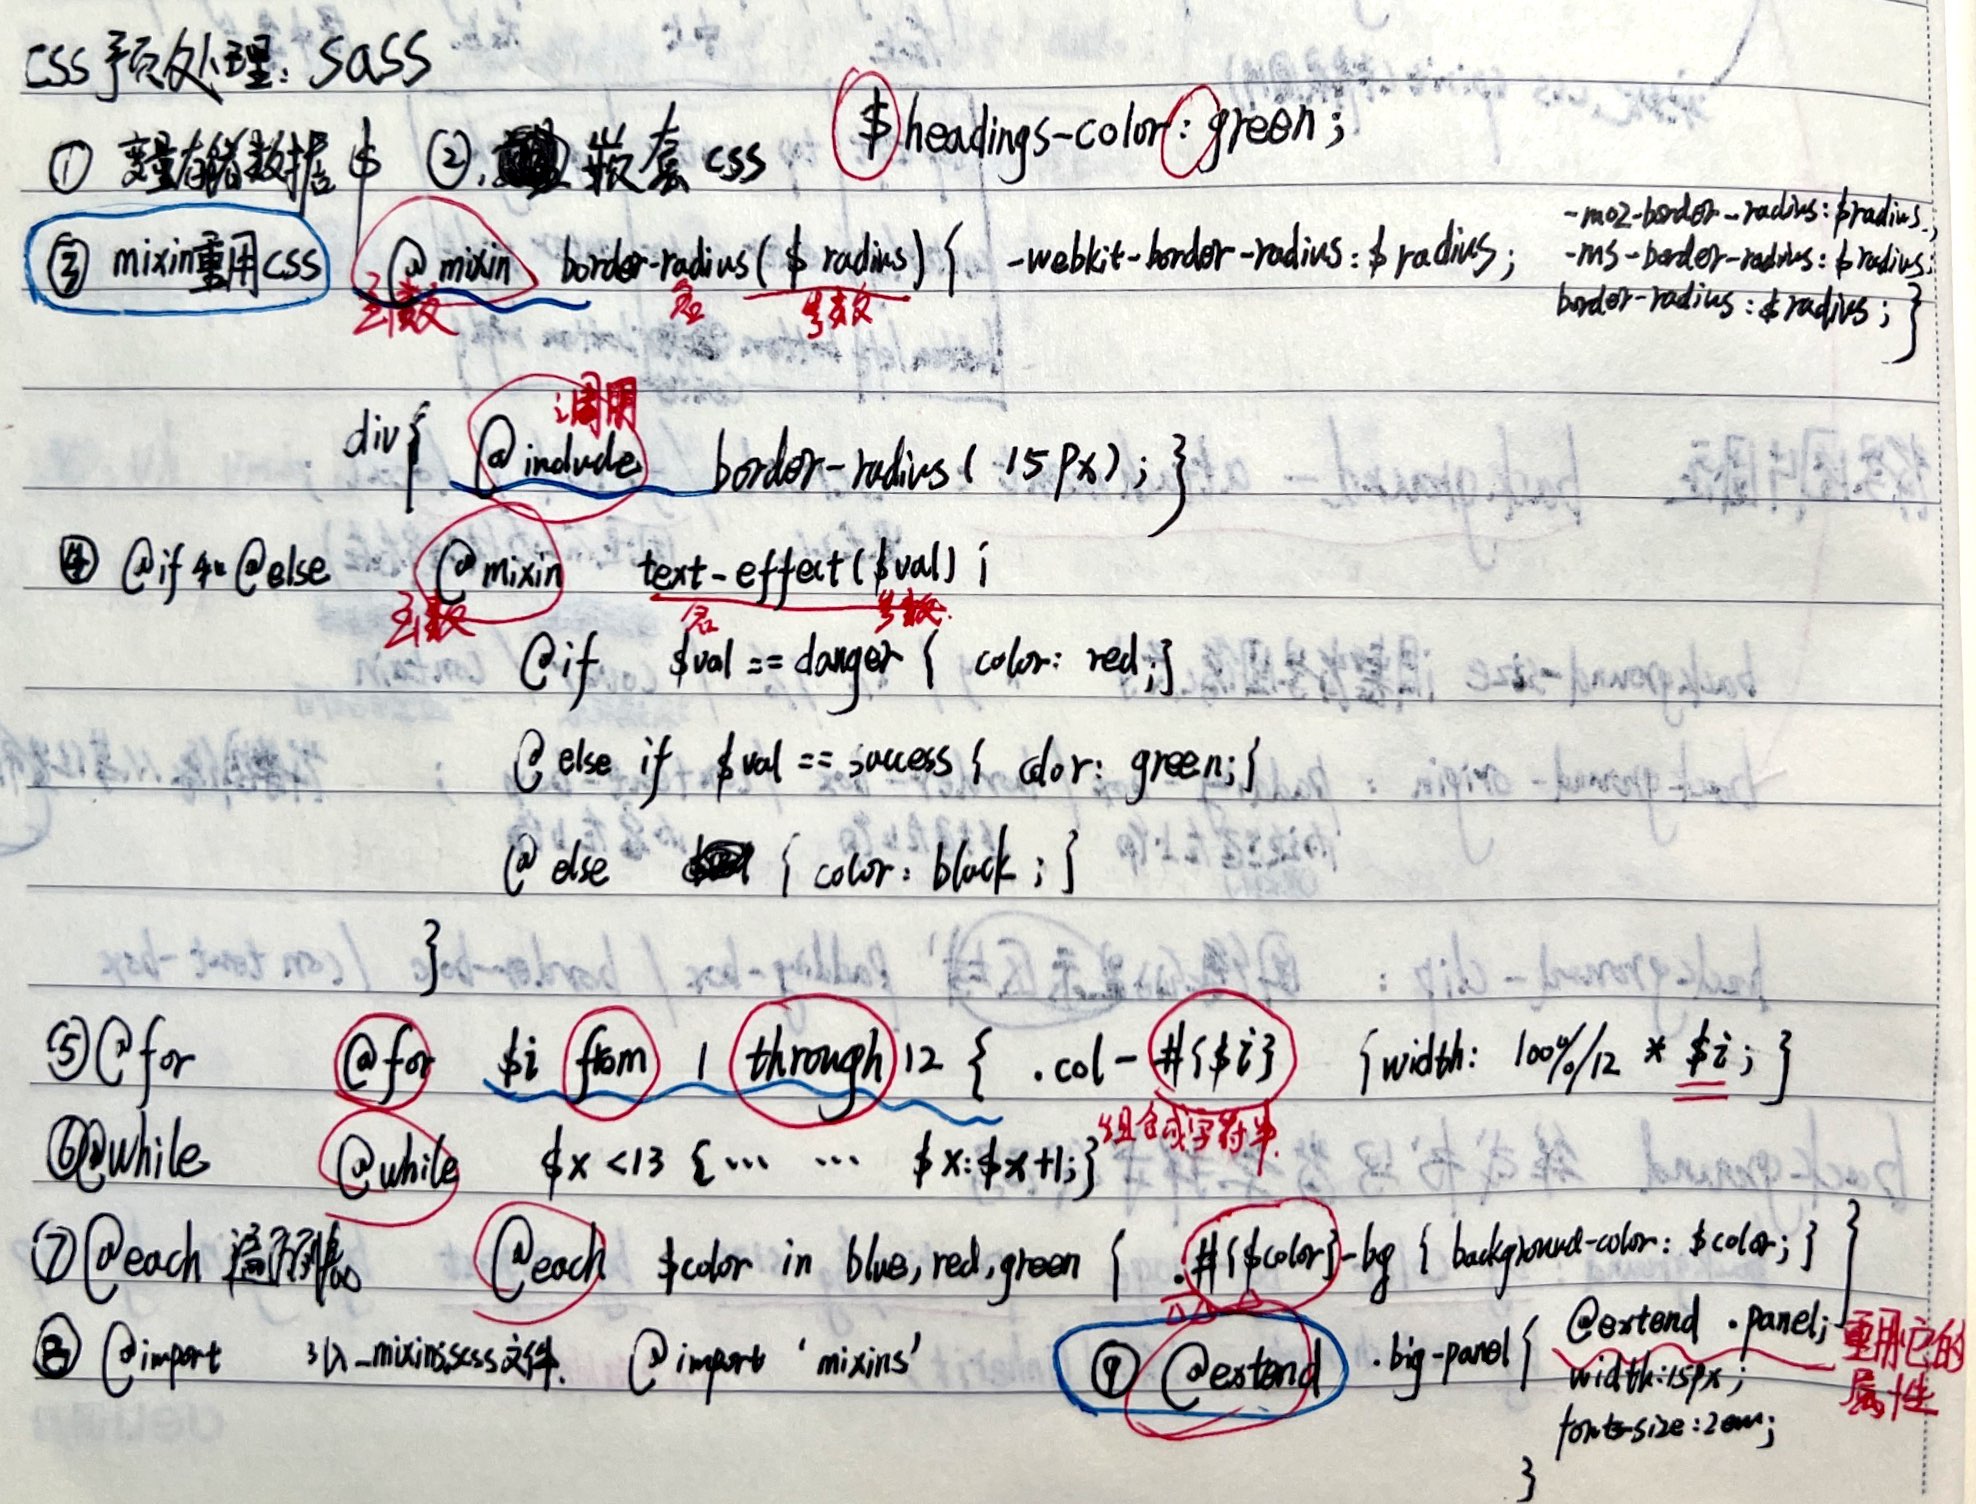 css预处理: sass
① 变量存储数据 $ ② 嵌套css $headings-color: green;
③ mixin重用css @mixin border-radius($radius) { -webkit-border-radius: $radius;
-moz-border-radius: $radius;
-ms-border-radius: $radius;
border-radius: $radius; }
函数 名 参数
调用
div{ @include border-radius(15px); }
④ @if 和 @else @mixin text-effect($val) {
函数 名 参数
@if $val == danger { color: red; }
@else if $val == success { color: green; {
@else { color: black; }
}
⑤ @for @for $i from 1 through 12 { .col-#{$i} {width: 100%/12 * $i; }
组合成字符串.
⑥ @while @while $x <13 {... ... $x: $x+1;}
⑦ @each 遍历 @each $color in blue, red, green { .#{$color}-bg { background-color: $color; } }
⑧ @import 引入_mixins.scss文件. @import 'mixins' ⑨ @extend .big-panel{ @extend .panel;
重用它的
属性
width:15px;
font-size:2em;
}